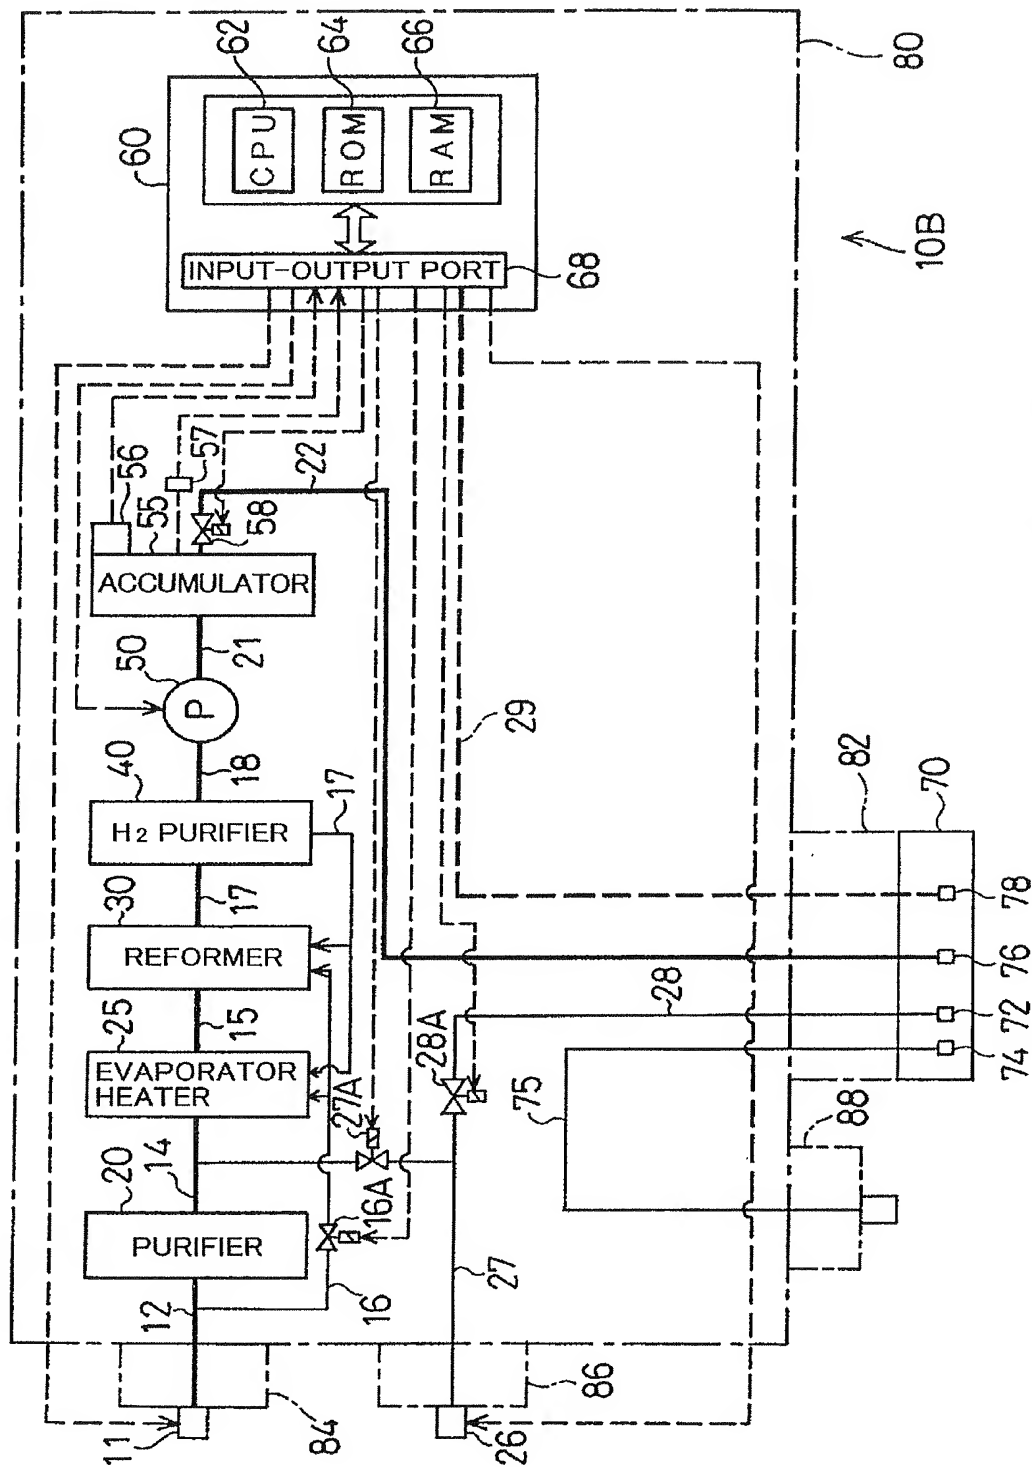 80
62
64
66
60
CPU
ROM
RAM
INPUT-OUTPUT PORT
68
10B
56
55
57
58
22
ACCUMULATOR
50
P
21
18
29
40
H2 PURIFIER
17
82
70
30
17
REFORMER
78
76
72
74
25
15
EVAPORATOR
HEATER
27A
28A
28
75
88
20
14
16A
PURIFIER
12
16
27
11
84
26
86